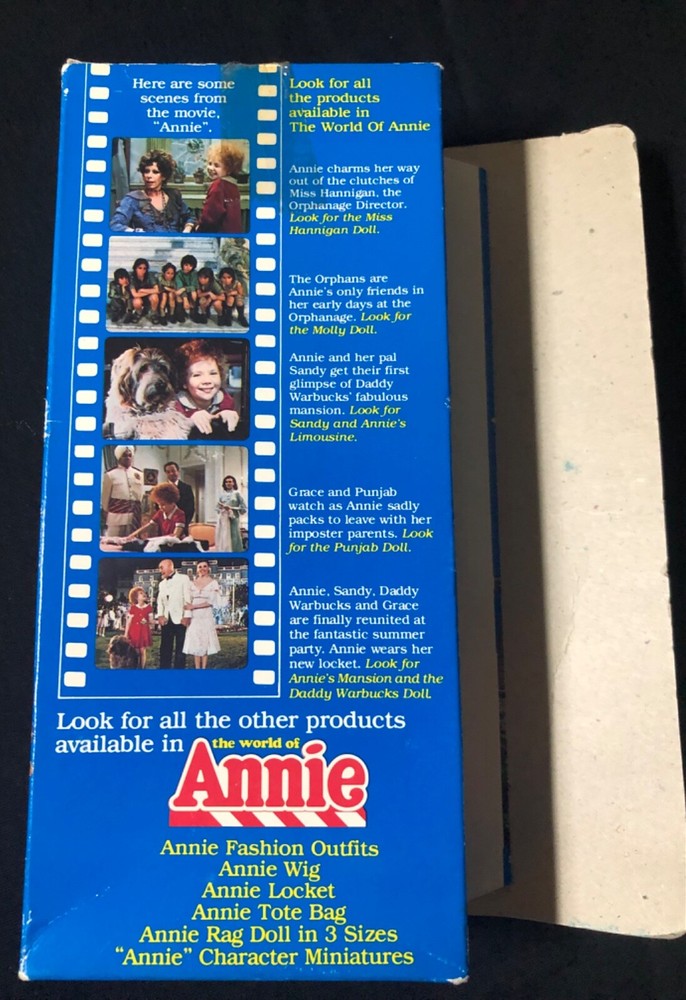 Here are some
scenes from
the movie,
"Annie".
Look for all
the products
available in
The World Of Annie
Annie charms her way
out of the clutches of
Miss Hannigan, the
Orphanage Director.
Look for the Miss
Hannigan Doll.
The Orphans are
Annie's only friends in
her early days at the
Orphanage. Look for
the Molly Doll.
Annie and her pal
Sandy get their first
glimpse of Daddy
Warbucks' fabulous
mansion. Look for
Sandy and Annie's
Limousine.
Grace and Punjab
watch as Annie sadly
packs to leave with her
imposter parents. Look
for the Punjab Doll.
Annie, Sandy, Daddy
Warbucks and Grace
are finally reunited at
the fantastic summer
party. Annie wears her
new locket. Look for
Annie's Mansion and the
Daddy Warbucks Doll.
Look for all the other products
available in the world of
Annie
Annie Fashion Outfits
Annie Wig
Annie Locket
Annie Tote Bag
Annie Rag Doll in 3 Sizes
"Annie" Character Miniatures